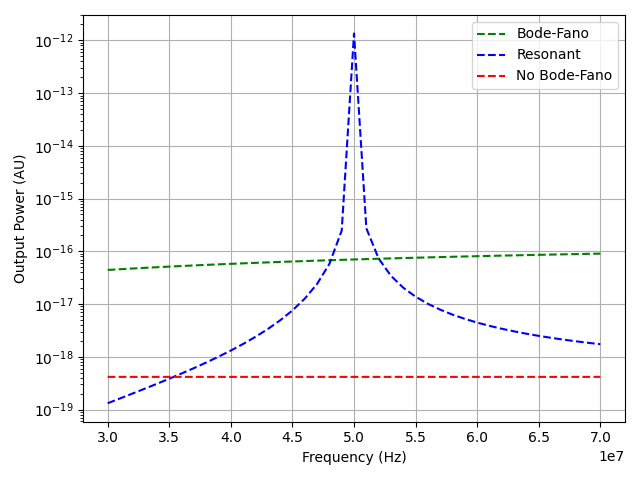 Bode-Fano
Resonant
No Bode-Fano
Output Power (AU)
10⁻¹²
10⁻¹³
10⁻¹⁴
10⁻¹⁵
10⁻¹⁶
10⁻¹⁷
10⁻¹⁸
10⁻¹⁹
3.0 3.5 4.0 4.5 5.0 5.5 6.0 6.5 7.0
1e7
Frequency (Hz)